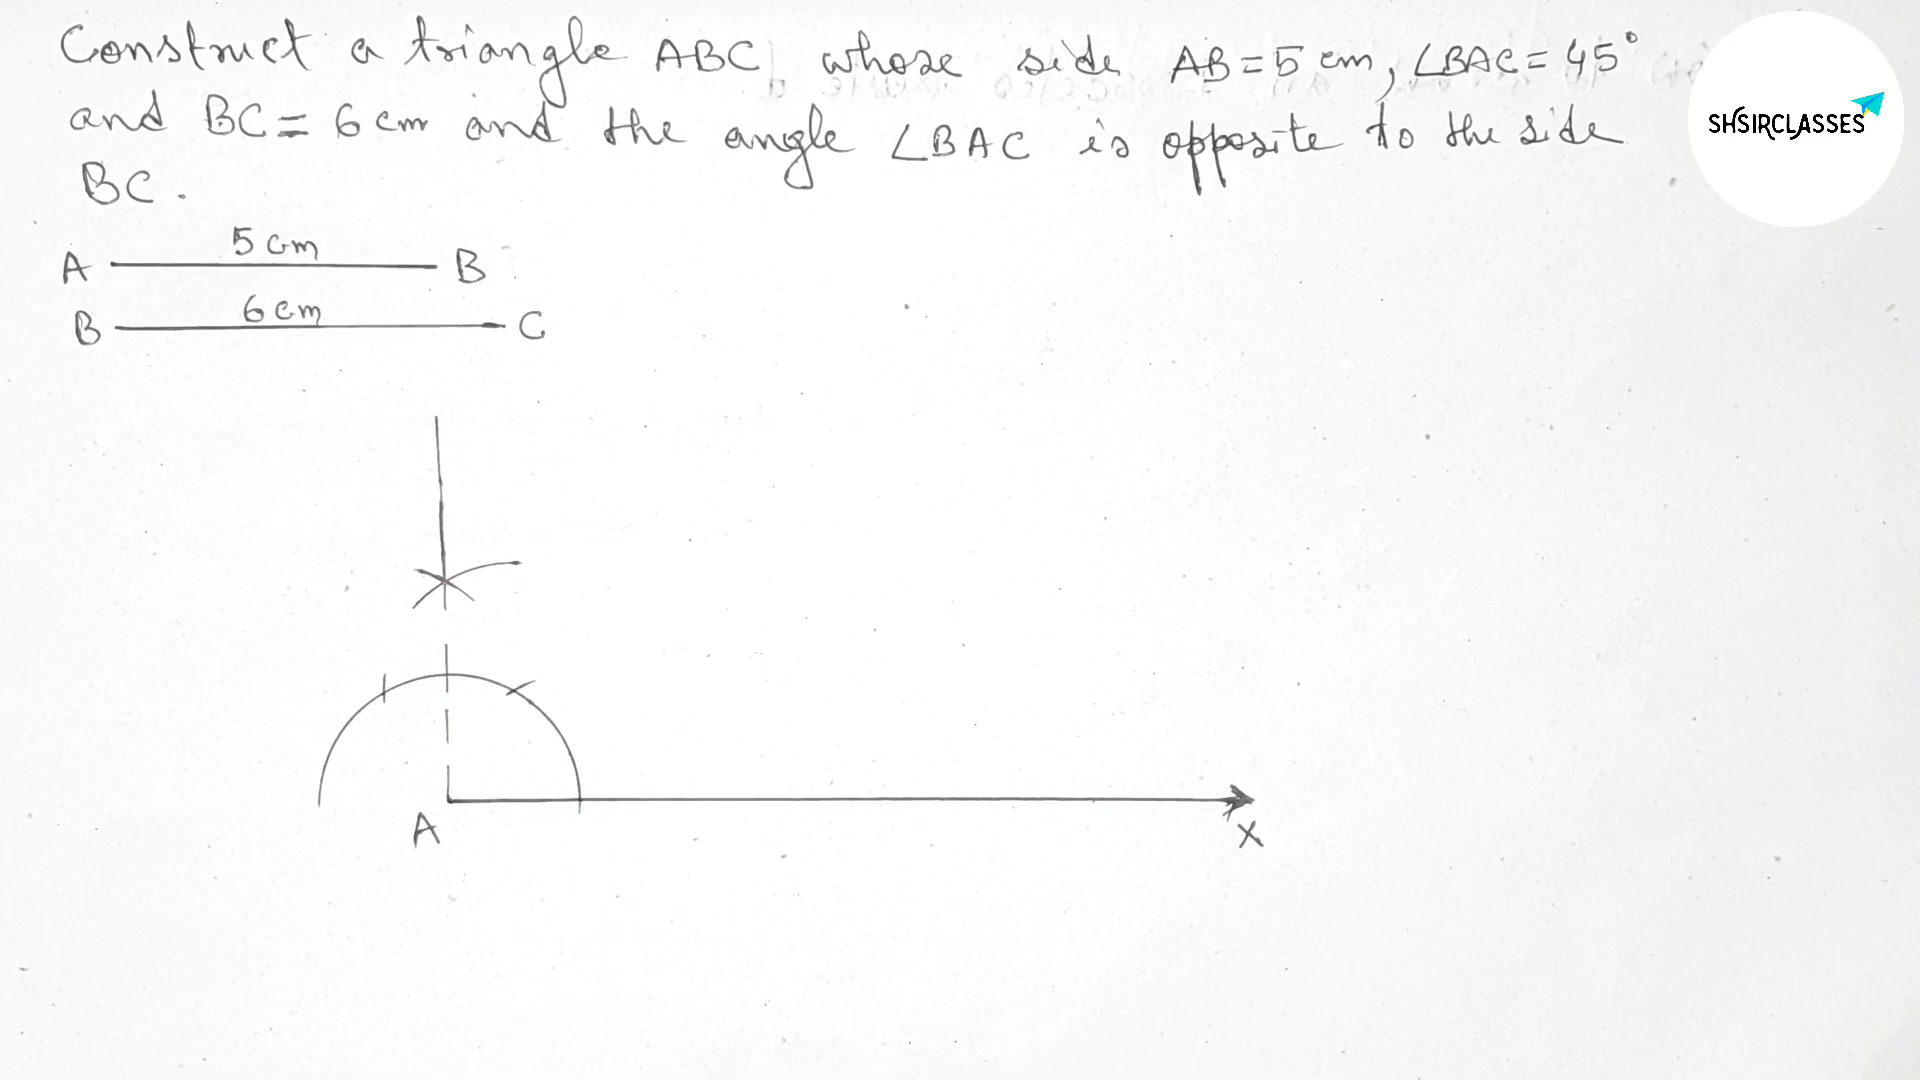 Construct a triangle ABC whose side AB = 5 cm, ∠BAC = 45°
and BC = 6 cm and the angle ∠BAC is opposite to the side
BC.
SHSIRCLASSES
A 5 cm B
B 6 cm C
A
X